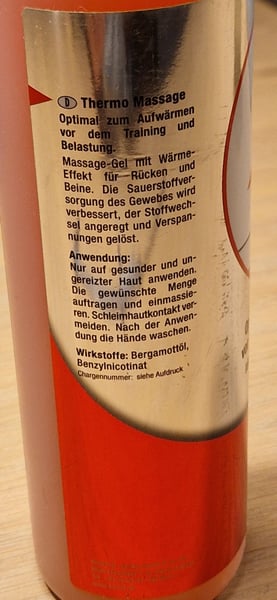 D Thermo Massage
Optimal zum Aufwärmen
vor dem Training und
Belastung.
Massage-Gel mit Wärme-
Effekt für Rücken und
Beine. Die Sauerstoffver-
sorgung des Gewebes wird
verbessert, der Stoffwech-
sel angeregt und Verspan-
nungen gelöst.
Anwendung:
Nur auf gesunder und un-
gereizter Haut anwenden.
Die gewünschte Menge
auftragen und einmassie-
ren. Schleimhautkontakt ver-
meiden. Nach der Anwen-
dung die Hände waschen.
Wirkstoffe: Bergamottöl,
Benzylnicotinat
Chargennummer: siehe Aufdruck